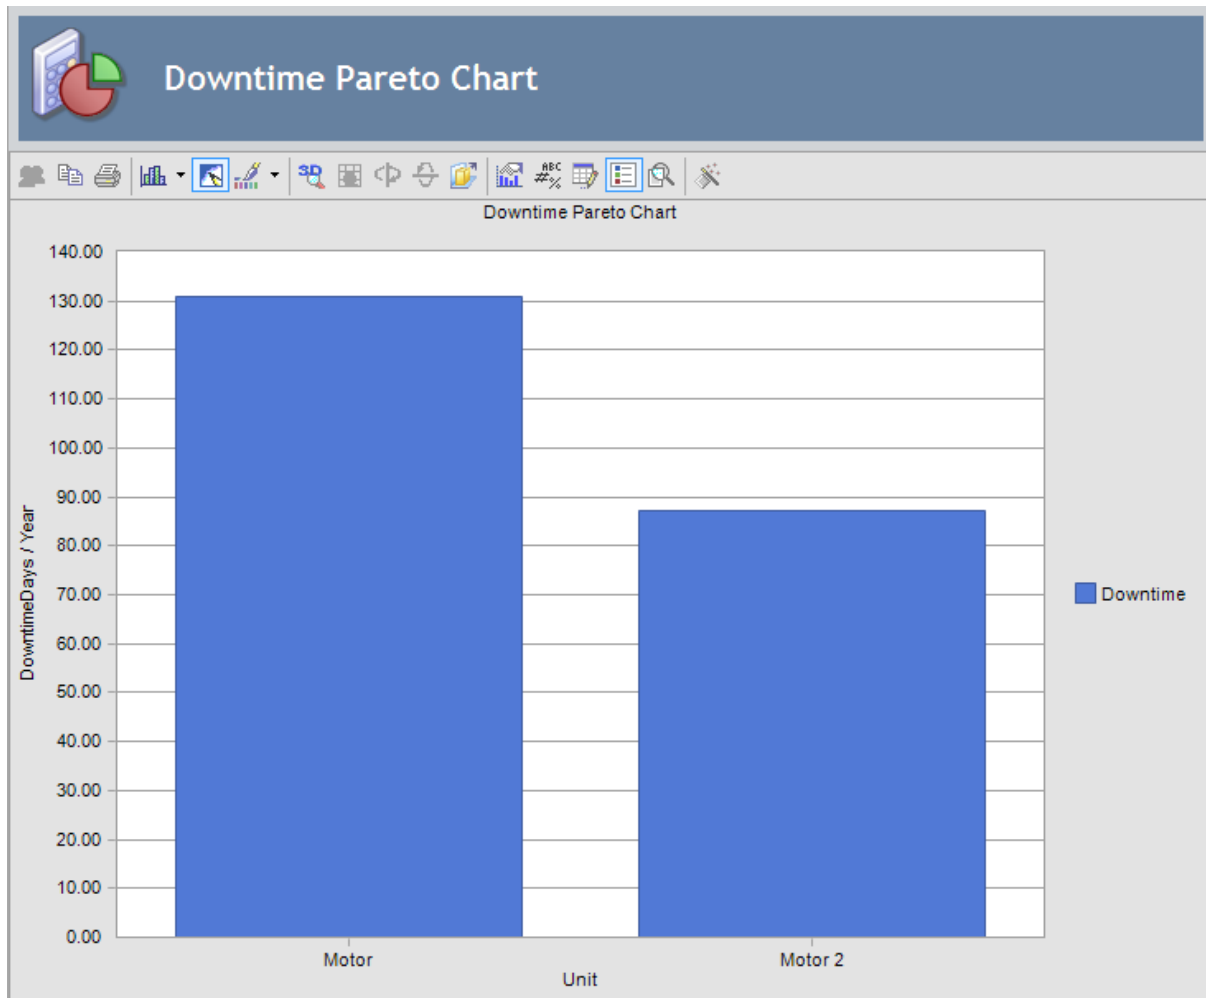 Downtime Pareto Chart
3D
ABC
#%
Downtime Pareto Chart
140.00
130.00
120.00
110.00
100.00
90.00
80.00
70.00
60.00
50.00
40.00
30.00
20.00
10.00
0.00
DowntimeDays / Year
Downtime
Motor
Motor 2
Unit